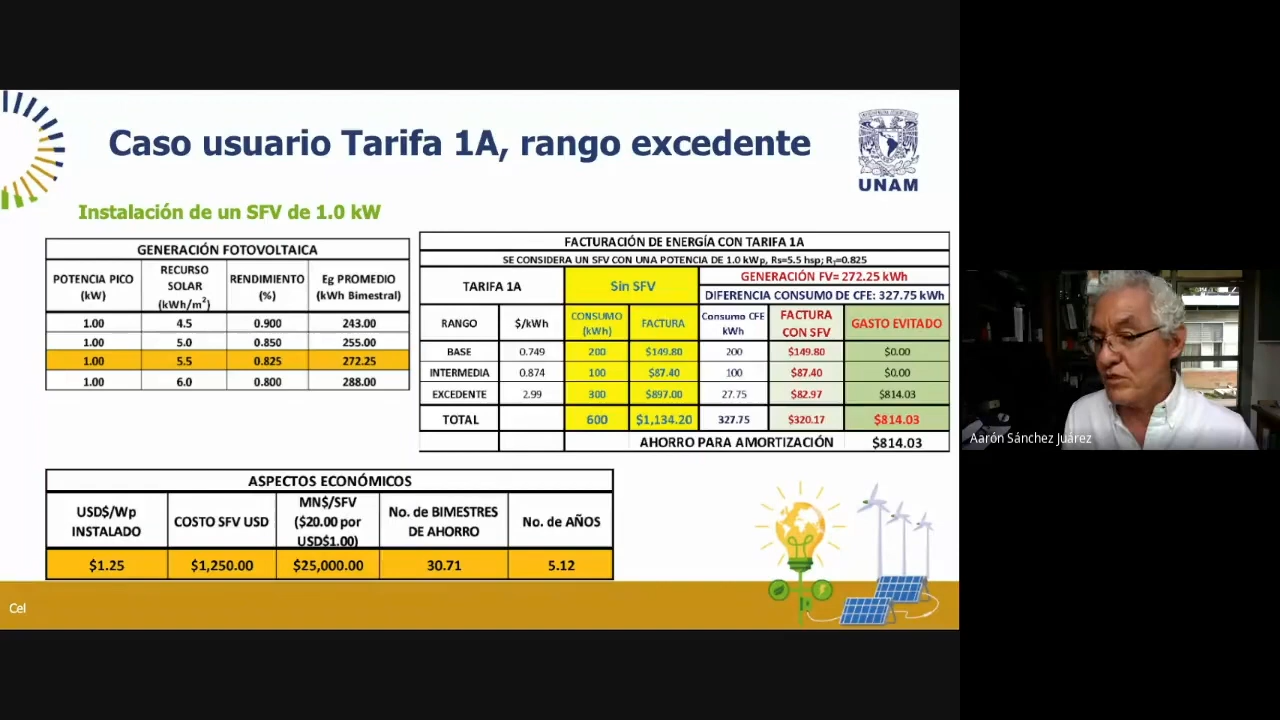 Caso usuario Tarifa 1A, rango excedente
UNAM
Instalación de un SFV de 1.0 kW
GENERACIÓN FOTOVOLTAICA
POTENCIA PICO (kW) RECURSO SOLAR (kWh/m²) RENDIMIENTO (%) Eg PROMEDIO (kWh Bimestral)
1.00 4.5 0.900 243.00
1.00 5.0 0.850 255.00
1.00 5.5 0.825 272.25
1.00 6.0 0.800 288.00
FACTURACIÓN DE ENERGÍA CON TARIFA 1A
SE CONSIDERA UN SFV CON UNA POTENCIA DE 1.0 kWp, Rs=5.5 hsp; RT=0.825
TARIFA 1A Sin SFV GENERACIÓN FV= 272.25 kWh
DIFERENCIA CONSUMO DE CFE: 327.75 kWh
RANGO $/kWh CONSUMO (kWh) FACTURA Consumo CFE kWh FACTURA CON SFV GASTO EVITADO
BASE 0.749 200 $149.80 200 $149.80 $0.00
INTERMEDIA 0.874 100 $87.40 100 $87.40 $0.00
EXCEDENTE 2.99 300 $897.00 27.75 $82.97 $814.03
TOTAL 600 $1,134.20 327.75 $320.17 $814.03
AHORRO PARA AMORTIZACIÓN $814.03
ASPECTOS ECONÓMICOS
USD$/Wp INSTALADO COSTO SFV USD MN$/SFV ($20.00 por USD$1.00) No. de BIMESTRES DE AHORRO No. de AÑOS
$1.25 $1,250.00 $25,000.00 30.71 5.12
Cel
Aarón Sánchez Juárez